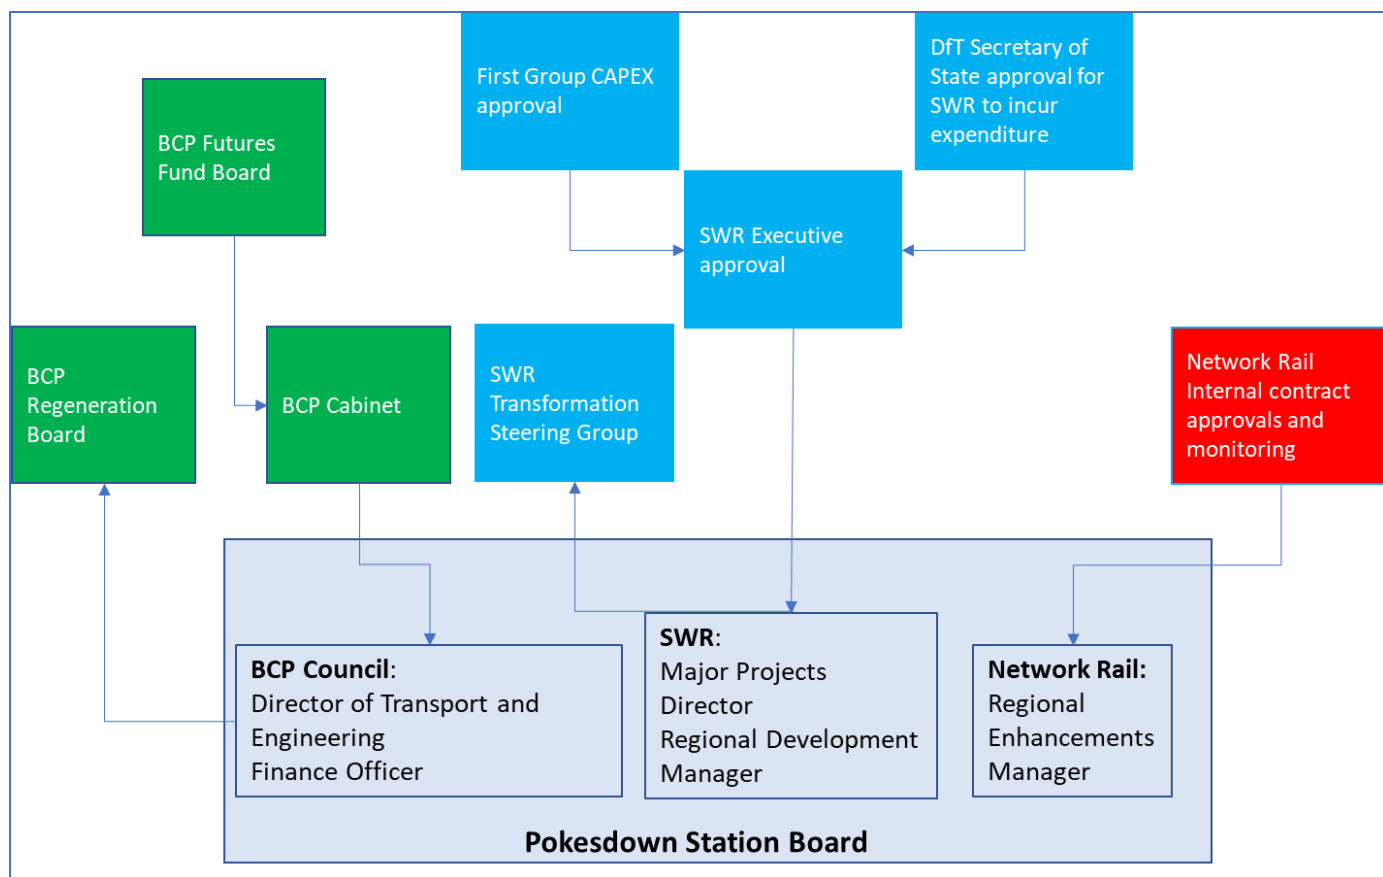 First Group CAPEX
approval
DfT Secretary of
State approval for
SWR to incur
expenditure
BCP Futures
Fund Board
SWR Executive
approval
BCP
Regeneration
Board
BCP Cabinet
SWR
Transformation
Steering Group
Network Rail
Internal contract
approvals and
monitoring
BCP Council:
Director of Transport and
Engineering
Finance Officer
SWR:
Major Projects
Director
Regional Development
Manager
Network Rail:
Regional
Enhancements
Manager
Pokesdown Station Board